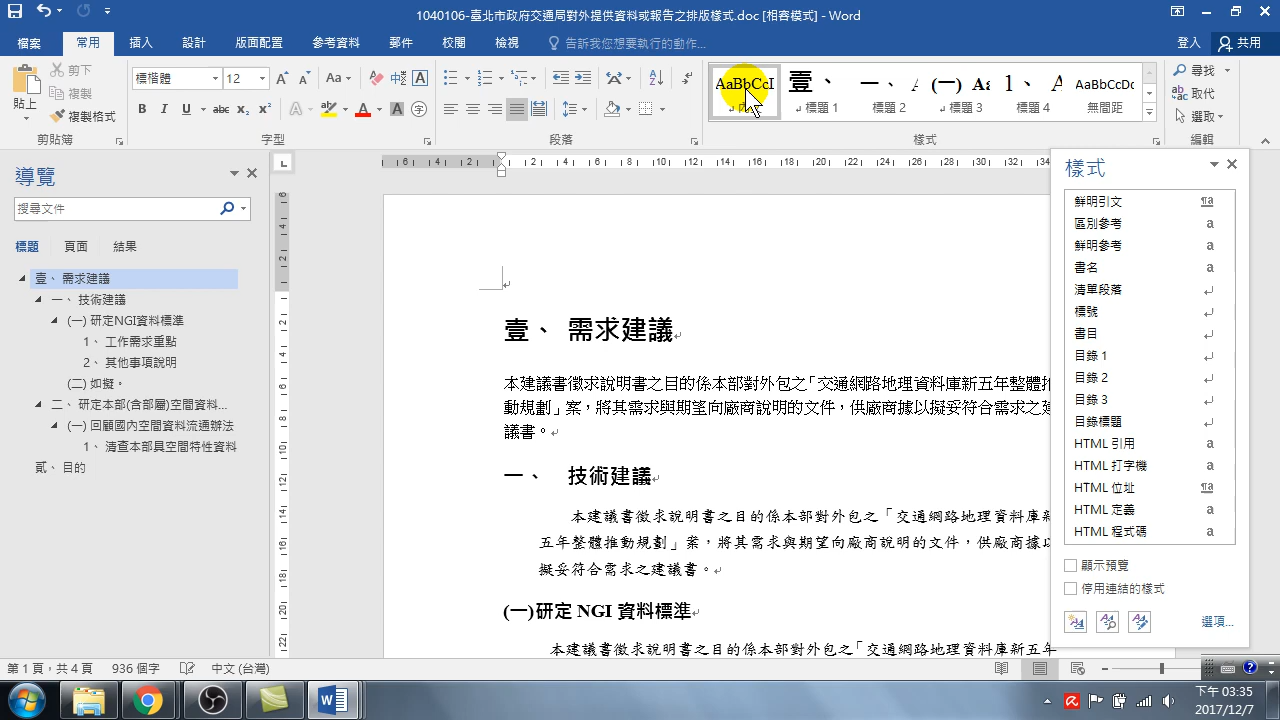 1040106-臺北市政府交通局對外提供資料或報告之排版樣式.doc [相容模式] - Word
檔案 常用 插入 設計 版面配置 參考資料 郵件 校閱 檢視 告訴我您想要執行的動作... 登入 共用
貼上 剪下 複製 複製格式
標楷體 12
AaBbCcI 壹、 一、 (一) 1、 AaBbCcDc
標題 1 標題 2 標題 3 標題 4 無間距
尋找 取代 選取
剪貼簿 字型 段落 樣式 編輯
導覽
搜尋文件
標題 頁面 結果
壹、 需求建議
一、 技術建議
(一) 研定NGI資料標準
1、 工作需求重點
2、 其他事項說明
(二) 如擬。
二、 研定本部(含部屬)空間資料...
(一) 回顧國內空間資料流通辦法
1、 清查本部具空間特性資料
貳、 目的
壹、 需求建議
本建議書徵求說明書之目的係本部對外包之「交通網路地理資料庫新五年整體推
動規劃」案，將其需求與期望向廠商說明的文件，供廠商據以擬妥符合需求之建
議書。
一、 技術建議
本建議書徵求說明書之目的係本部對外包之「交通網路地理資料庫新
五年整體推動規劃」案，將其需求與期望向廠商說明的文件，供廠商據以
擬妥符合需求之建議書。
(一)研定 NGI 資料標準
本建議書徵求說明書之目的係本部對外包之「交通網路地理資料庫新五年
樣式
鮮明引文
區別參考
鮮明參考
書名
清單段落
標號
書目
目錄 1
目錄 2
目錄 3
目錄標題
HTML 引用
HTML 打字機
HTML 位址
HTML 定義
HTML 程式碼
顯示預覽
停用連結的樣式
選項...
第 1 頁，共 4 頁 936 個字 中文 (台灣)
下午 03:35
2017/12/7